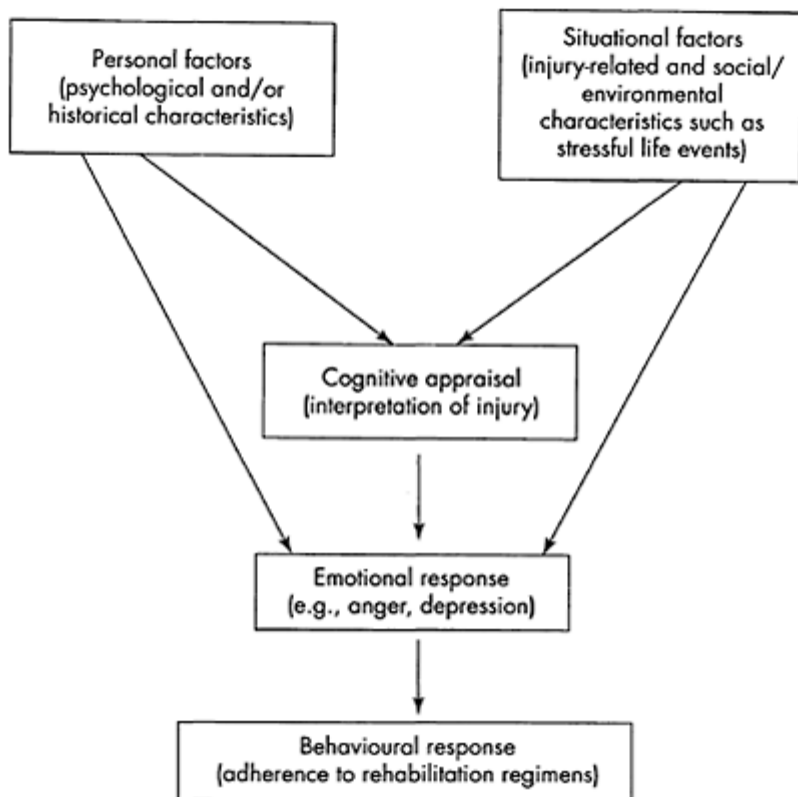 Personal factors
(psychological and/or
historical characteristics)
Situational factors
(injury-related and social/
environmental
characteristics such as
stressful life events)
Cognitive appraisal
(interpretation of injury)
Emotional response
(e.g., anger, depression)
Behavioural response
(adherence to rehabilitation regimens)